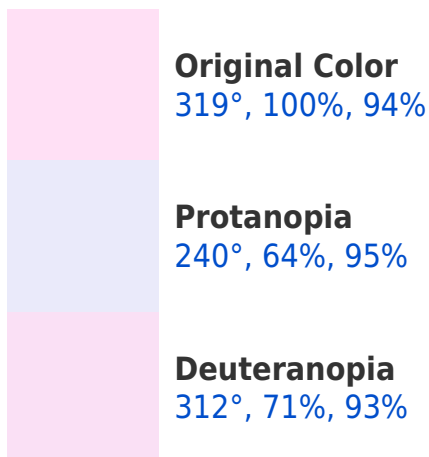 Original Color
319°, 100%, 94%
Protanopia
240°, 64%, 95%
Deuteranopia
312°, 71%, 93%